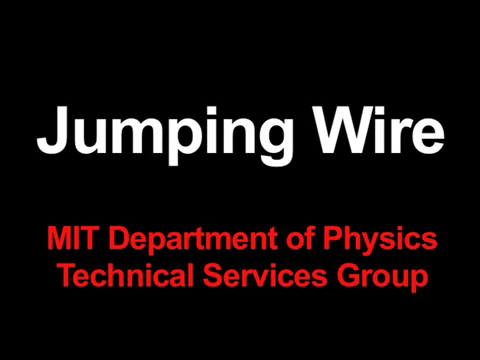 Jumping Wire
MIT Department of Physics
Technical Services Group